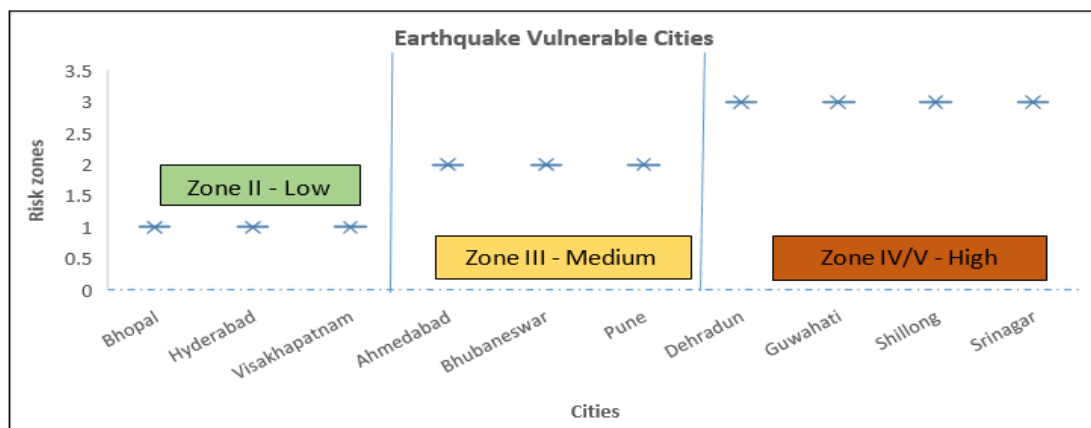 Earthquake Vulnerable Cities
Risk zones
3.5
3
2.5
2
1.5
1
0.5
0
Zone II - Low
Zone III - Medium
Zone IV/V - High
Bhopal
Hyderabad
Visakhapatnam
Ahmedabad
Bhubaneswar
Pune
Dehradun
Guwahati
Shillong
Srinagar
Cities